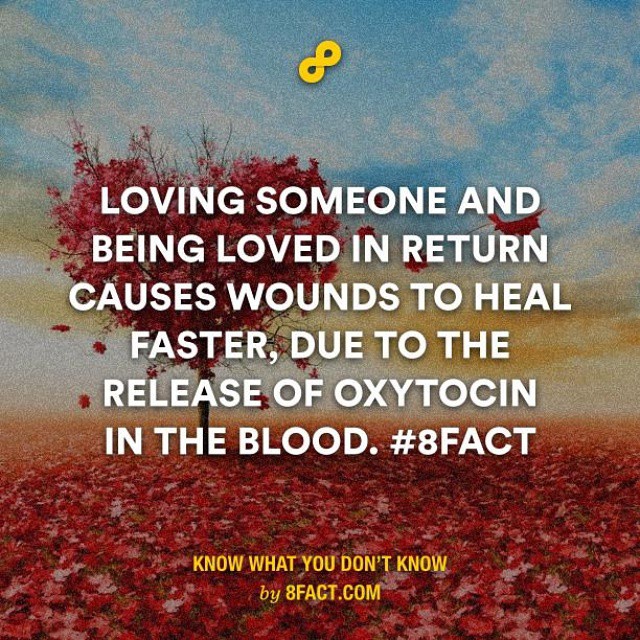 LOVING SOMEONE AND
BEING LOVED IN RETURN
CAUSES WOUNDS TO HEAL
FASTER, DUE TO THE
RELEASE OF OXYTOCIN
IN THE BLOOD. #8FACT
KNOW WHAT YOU DON'T KNOW
by 8FACT.COM